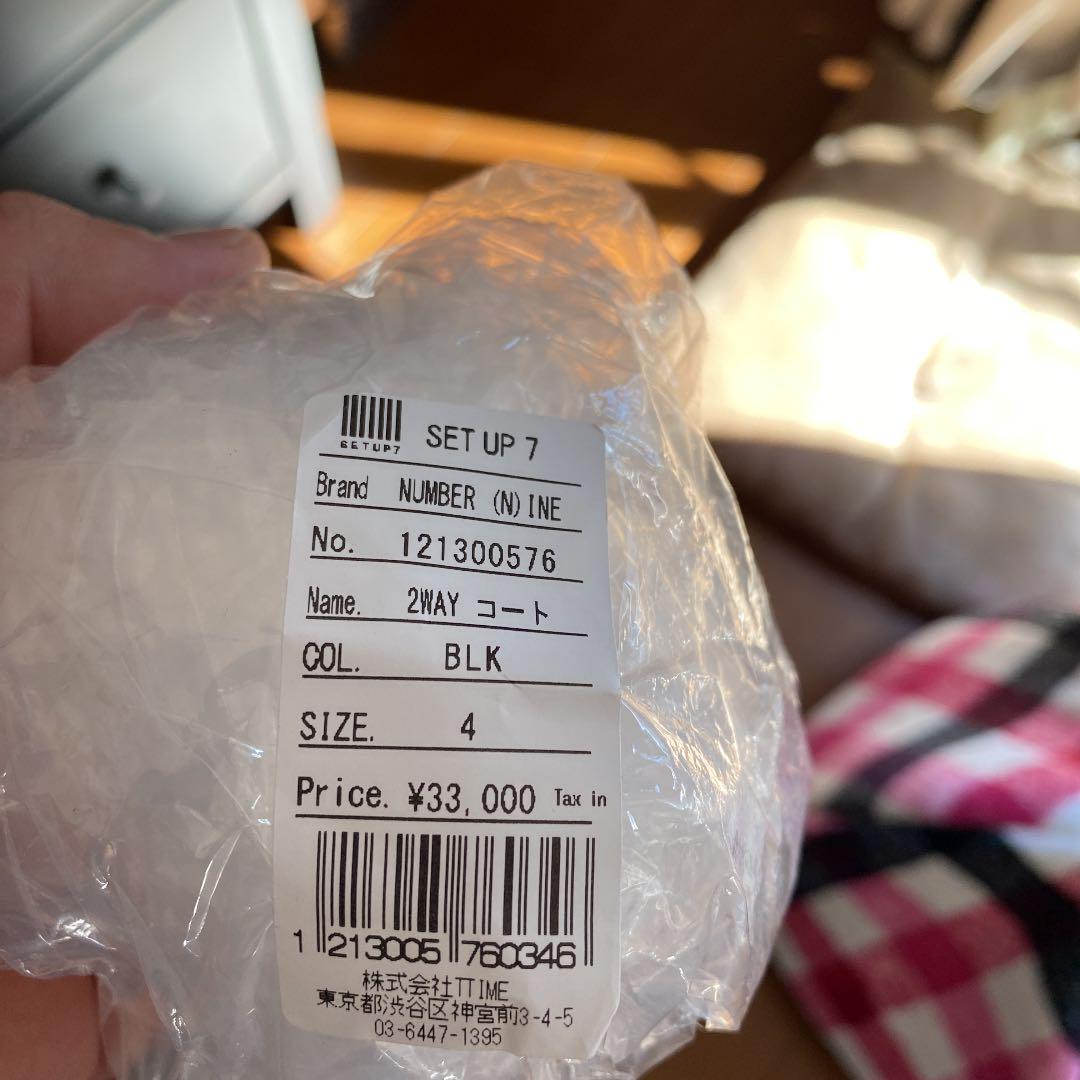 SETUP7
SET UP 7
Brand NUMBER (N)INE
No. 121300576
Name. 2WAY コート
COL. BLK
SIZE. 4
Price. ¥33,000 Tax in
1 213005 760346
株式会社TTIME
東京都渋谷区神宮前3-4-5
03-6447-1395